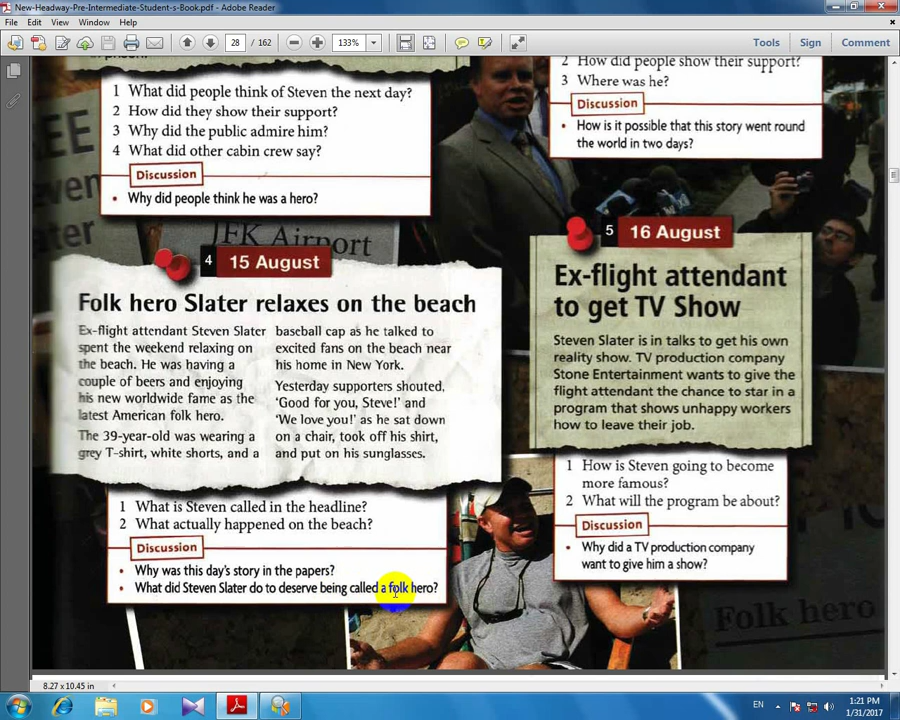 New-Headway-Pre-Intermediate-Student-s-Book.pdf - Adobe Reader
File Edit View Window Help
28 / 162 133% Tools Sign Comment
1 What did people think of Steven the next day?
2 How did they show their support?
3 Why did the public admire him?
4 What did other cabin crew say?
Discussion
• Why did people think he was a hero?
2 How did people show their support?
3 Where was he?
Discussion
• How is it possible that this story went round
the world in two days?
JFK Airport
4 15 August
Folk hero Slater relaxes on the beach
Ex-flight attendant Steven Slater
spent the weekend relaxing on
the beach. He was having a
couple of beers and enjoying
his new worldwide fame as the
latest American folk hero.
The 39-year-old was wearing a
grey T-shirt, white shorts, and a
baseball cap as he talked to
excited fans on the beach near
his home in New York.
Yesterday supporters shouted,
‘Good for you, Steve!’ and
‘We love you!’ as he sat down
on a chair, took off his shirt,
and put on his sunglasses.
1 What is Steven called in the headline?
2 What actually happened on the beach?
Discussion
• Why was this day's story in the papers?
• What did Steven Slater do to deserve being called a folk hero?
5 16 August
Ex-flight attendant
to get TV Show
Steven Slater is in talks to get his own
reality show. TV production company
Stone Entertainment wants to give the
flight attendant the chance to star in a
program that shows unhappy workers
how to leave their job.
1 How is Steven going to become
more famous?
2 What will the program be about?
Discussion
• Why did a TV production company
want to give him a show?
Folk hero
8.27 x 10.45 in
EN
1:21 PM
1/31/2017